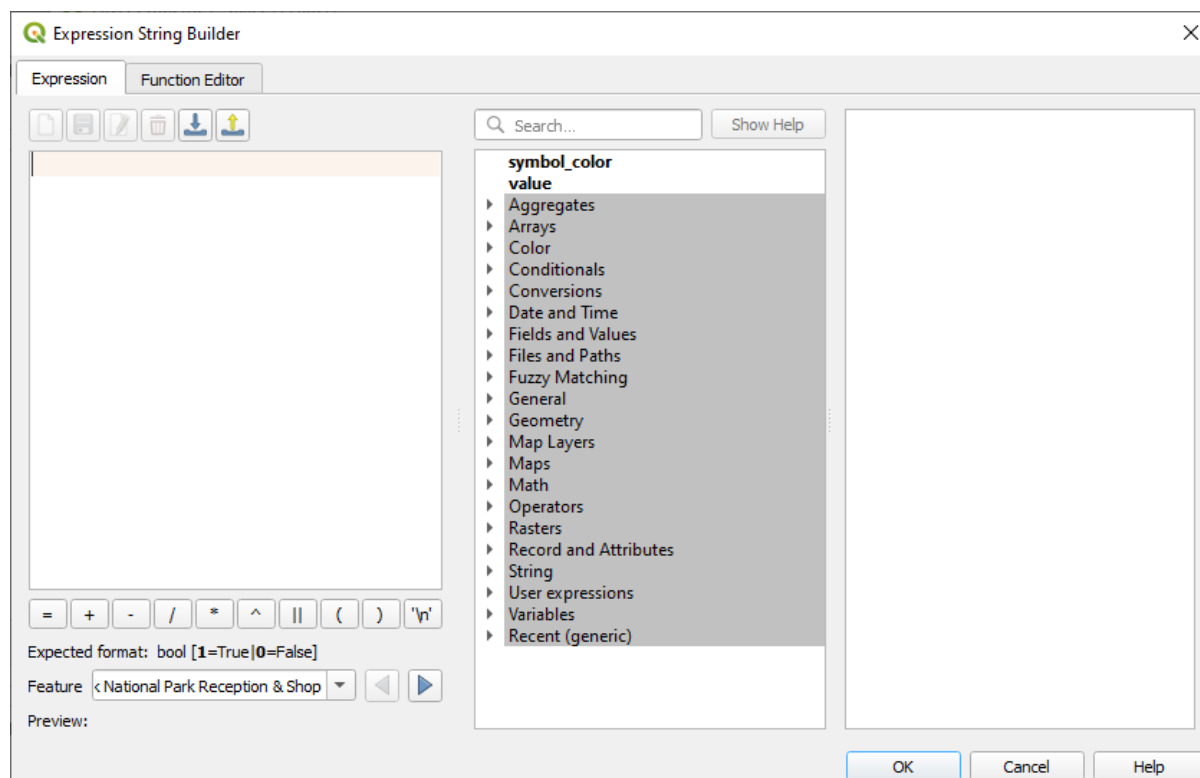 Expression String Builder
Expression
Function Editor
Search...
Show Help
symbol_color
value
Aggregates
Arrays
Color
Conditionals
Conversions
Date and Time
Fields and Values
Files and Paths
Fuzzy Matching
General
Geometry
Map Layers
Maps
Math
Operators
Rasters
Record and Attributes
String
User expressions
Variables
Recent (generic)
= + - / * ^ || ( ) '\n'
Expected format: bool [1=True|0=False]
Feature National Park Reception & Shop
Preview:
OK Cancel Help